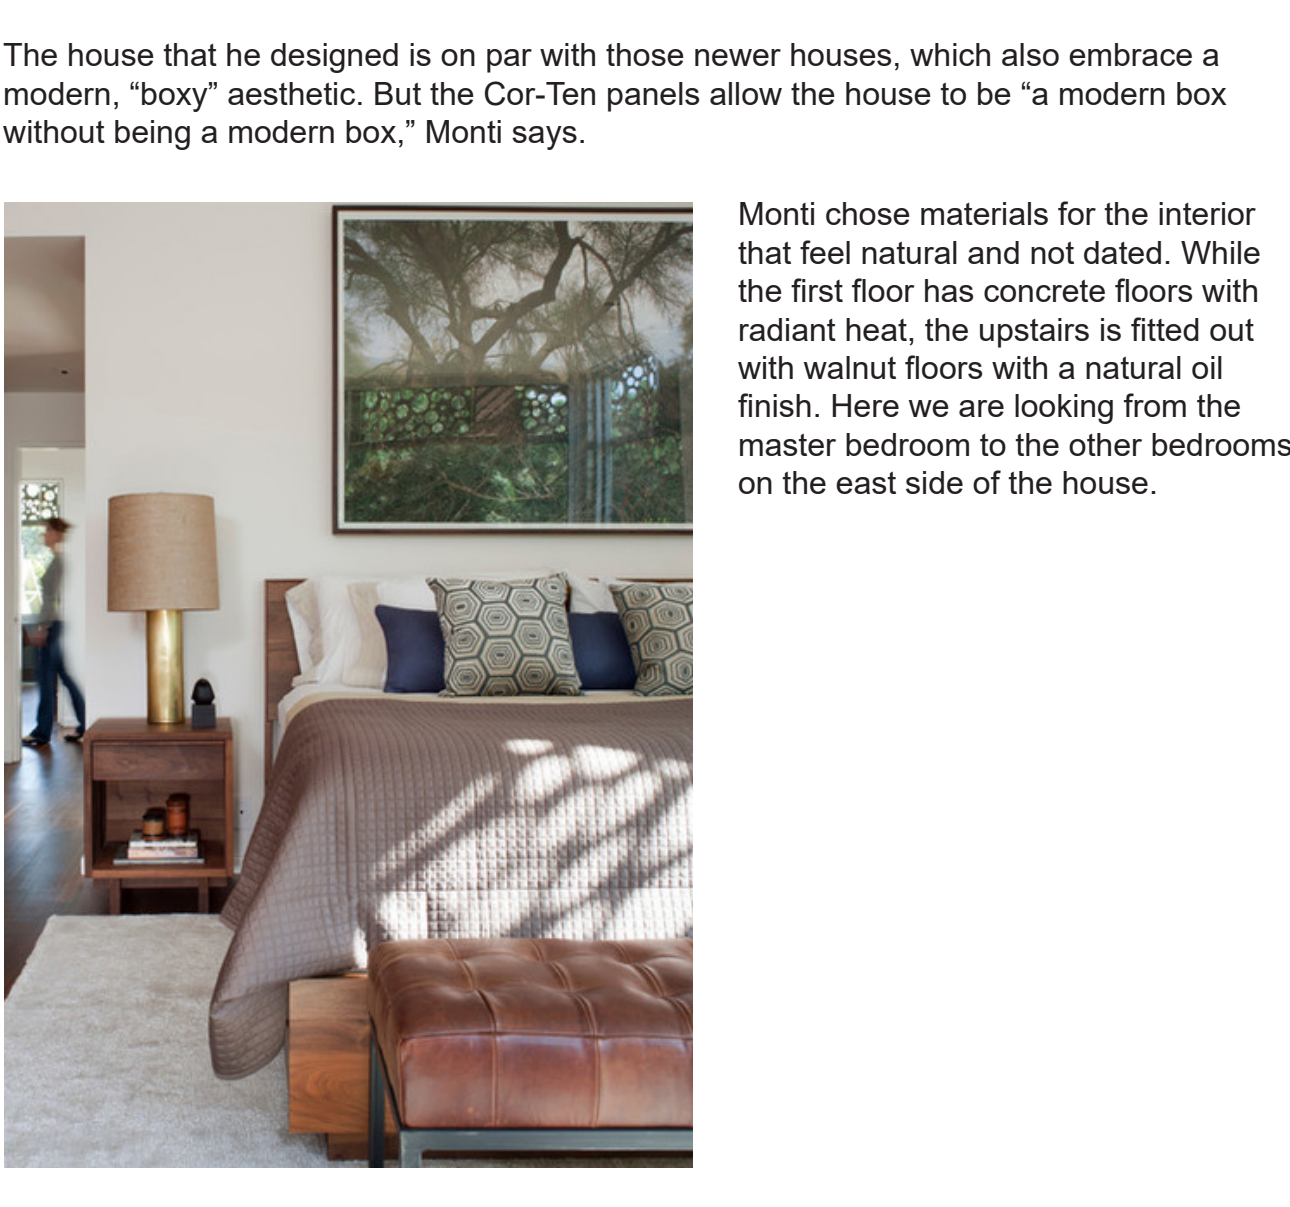 The house that he designed is on par with those newer houses, which also embrace a
modern, “boxy” aesthetic. But the Cor-Ten panels allow the house to be “a modern box
without being a modern box,” Monti says.
Monti chose materials for the interior
that feel natural and not dated. While
the first floor has concrete floors with
radiant heat, the upstairs is fitted out
with walnut floors with a natural oil
finish. Here we are looking from the
master bedroom to the other bedrooms
on the east side of the house.